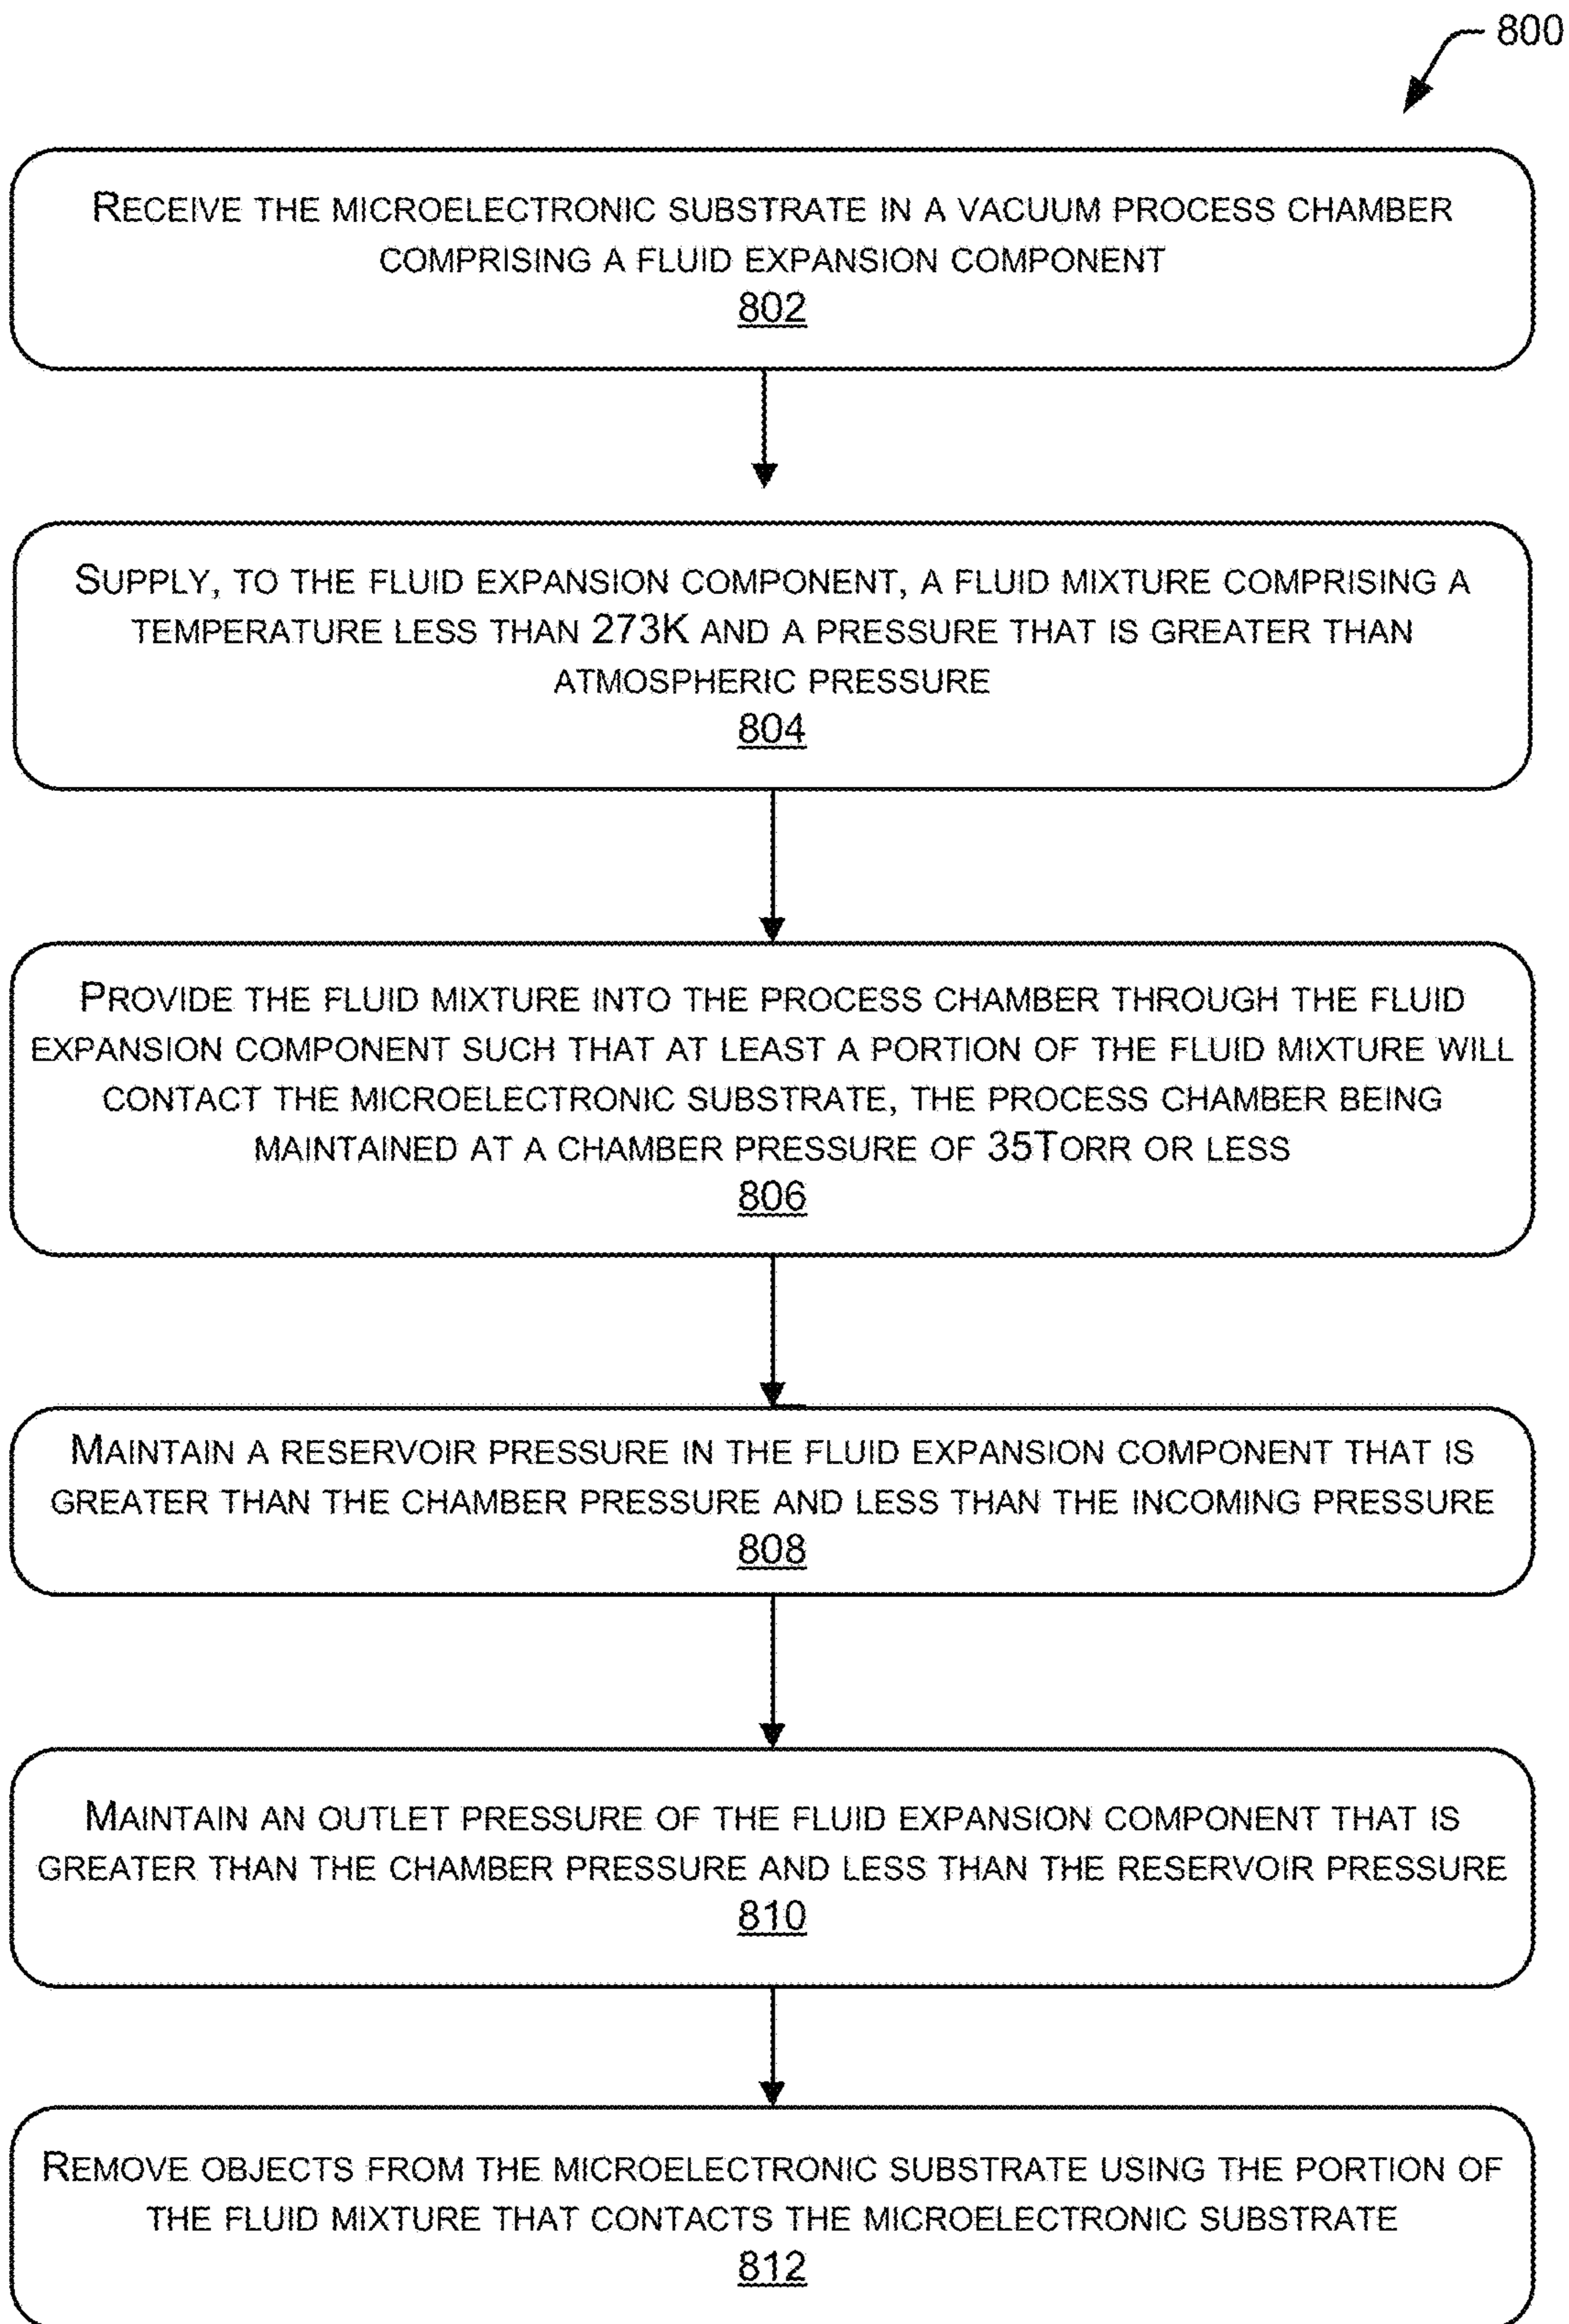 800
RECEIVE THE MICROELECTRONIC SUBSTRATE IN A VACUUM PROCESS CHAMBER
COMPRISING A FLUID EXPANSION COMPONENT
802
SUPPLY, TO THE FLUID EXPANSION COMPONENT, A FLUID MIXTURE COMPRISING A
TEMPERATURE LESS THAN 273K AND A PRESSURE THAT IS GREATER THAN
ATMOSPHERIC PRESSURE
804
PROVIDE THE FLUID MIXTURE INTO THE PROCESS CHAMBER THROUGH THE FLUID
EXPANSION COMPONENT SUCH THAT AT LEAST A PORTION OF THE FLUID MIXTURE WILL
CONTACT THE MICROELECTRONIC SUBSTRATE, THE PROCESS CHAMBER BEING
MAINTAINED AT A CHAMBER PRESSURE OF 35TORR OR LESS
806
MAINTAIN A RESERVOIR PRESSURE IN THE FLUID EXPANSION COMPONENT THAT IS
GREATER THAN THE CHAMBER PRESSURE AND LESS THAN THE INCOMING PRESSURE
808
MAINTAIN AN OUTLET PRESSURE OF THE FLUID EXPANSION COMPONENT THAT IS
GREATER THAN THE CHAMBER PRESSURE AND LESS THAN THE RESERVOIR PRESSURE
810
REMOVE OBJECTS FROM THE MICROELECTRONIC SUBSTRATE USING THE PORTION OF
THE FLUID MIXTURE THAT CONTACTS THE MICROELECTRONIC SUBSTRATE
812